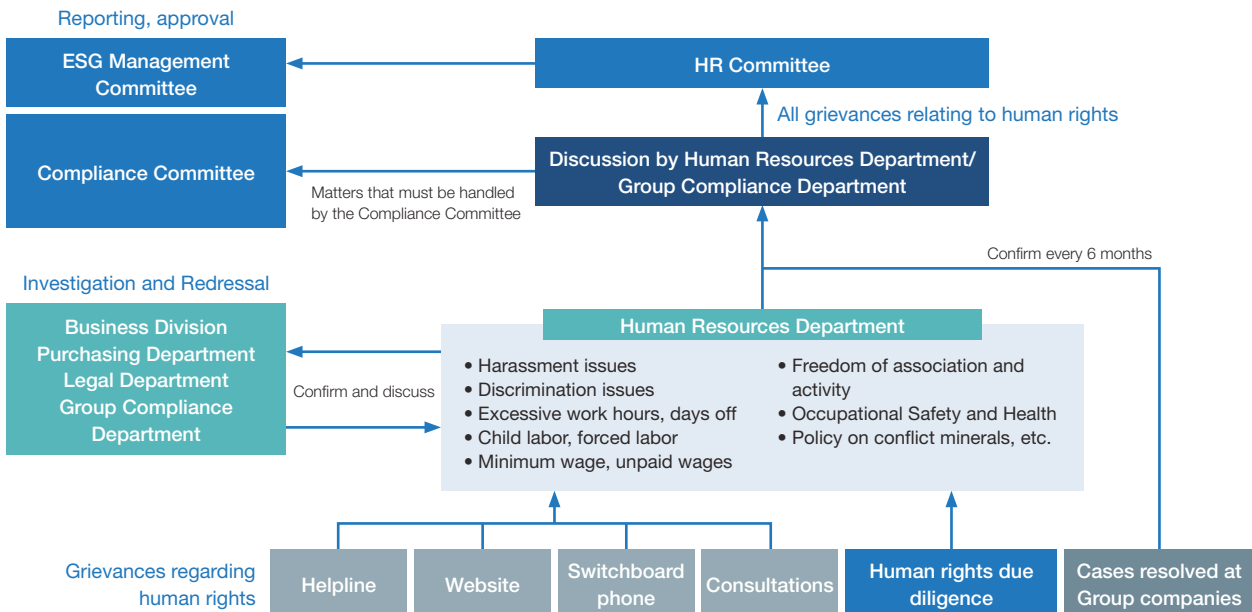 Reporting, approval
ESG Management
Committee
HR Committee
All grievances relating to human rights
Compliance Committee
Discussion by Human Resources Department/
Group Compliance Department
Matters that must be handled
by the Compliance Committee
Confirm every 6 months
Investigation and Redressal
Business Division
Purchasing Department
Legal Department
Group Compliance
Department
Confirm and discuss
Human Resources Department
• Harassment issues
• Discrimination issues
• Excessive work hours, days off
• Child labor, forced labor
• Minimum wage, unpaid wages
• Freedom of association and
activity
• Occupational Safety and Health
• Policy on conflict minerals, etc.
Grievances regarding
human rights
Helpline
Website
Switchboard
phone
Consultations
Human rights due
diligence
Cases resolved at
Group companies